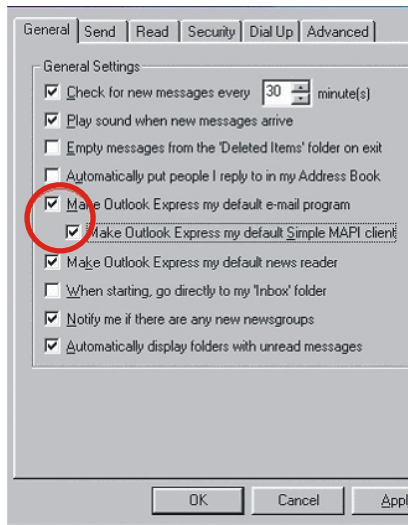 General Send Read Security Dial Up Advanced
General Settings
Check for new messages every 30 minute(s)
Play sound when new messages arrive
Empty messages from the 'Deleted Items' folder on exit
Automatically put people I reply to in my Address Book
Make Outlook Express my default e-mail program
Make Outlook Express my default Simple MAPI client
Make Outlook Express my default news reader
When starting, go directly to my 'Inbox' folder
Notify me if there are any new newsgroups
Automatically display folders with unread messages
OK Cancel Appl